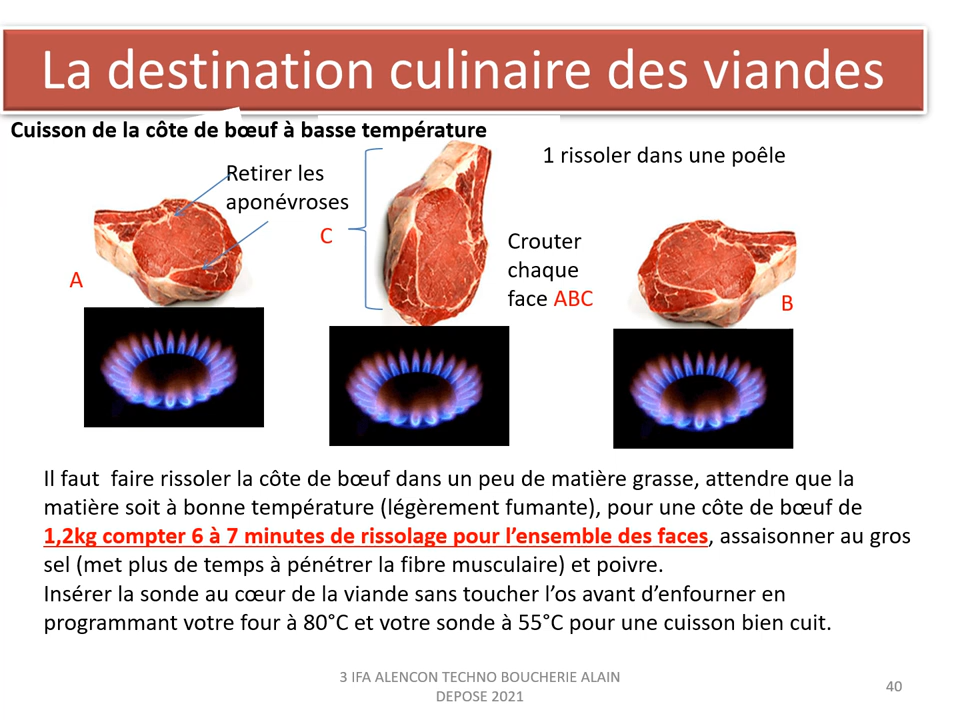 La destination culinaire des viandes
Cuisson de la côte de bœuf à basse température
1 rissoler dans une poêle
Retirer les
aponévroses
C
Crouter
chaque
face ABC
A
B
Il faut  faire rissoler la côte de bœuf dans un peu de matière grasse, attendre que la
matière soit à bonne température (légèrement fumante), pour une côte de bœuf de
1,2kg compter 6 à 7 minutes de rissolage pour l’ensemble des faces, assaisonner au gros
sel (met plus de temps à pénétrer la fibre musculaire) et poivre.
Insérer la sonde au cœur de la viande sans toucher l’os avant d’enfourner en
programmant votre four à 80°C et votre sonde à 55°C pour une cuisson bien cuit.
3 IFA ALENCON TECHNO BOUCHERIE ALAIN
DEPOSE 2021
40